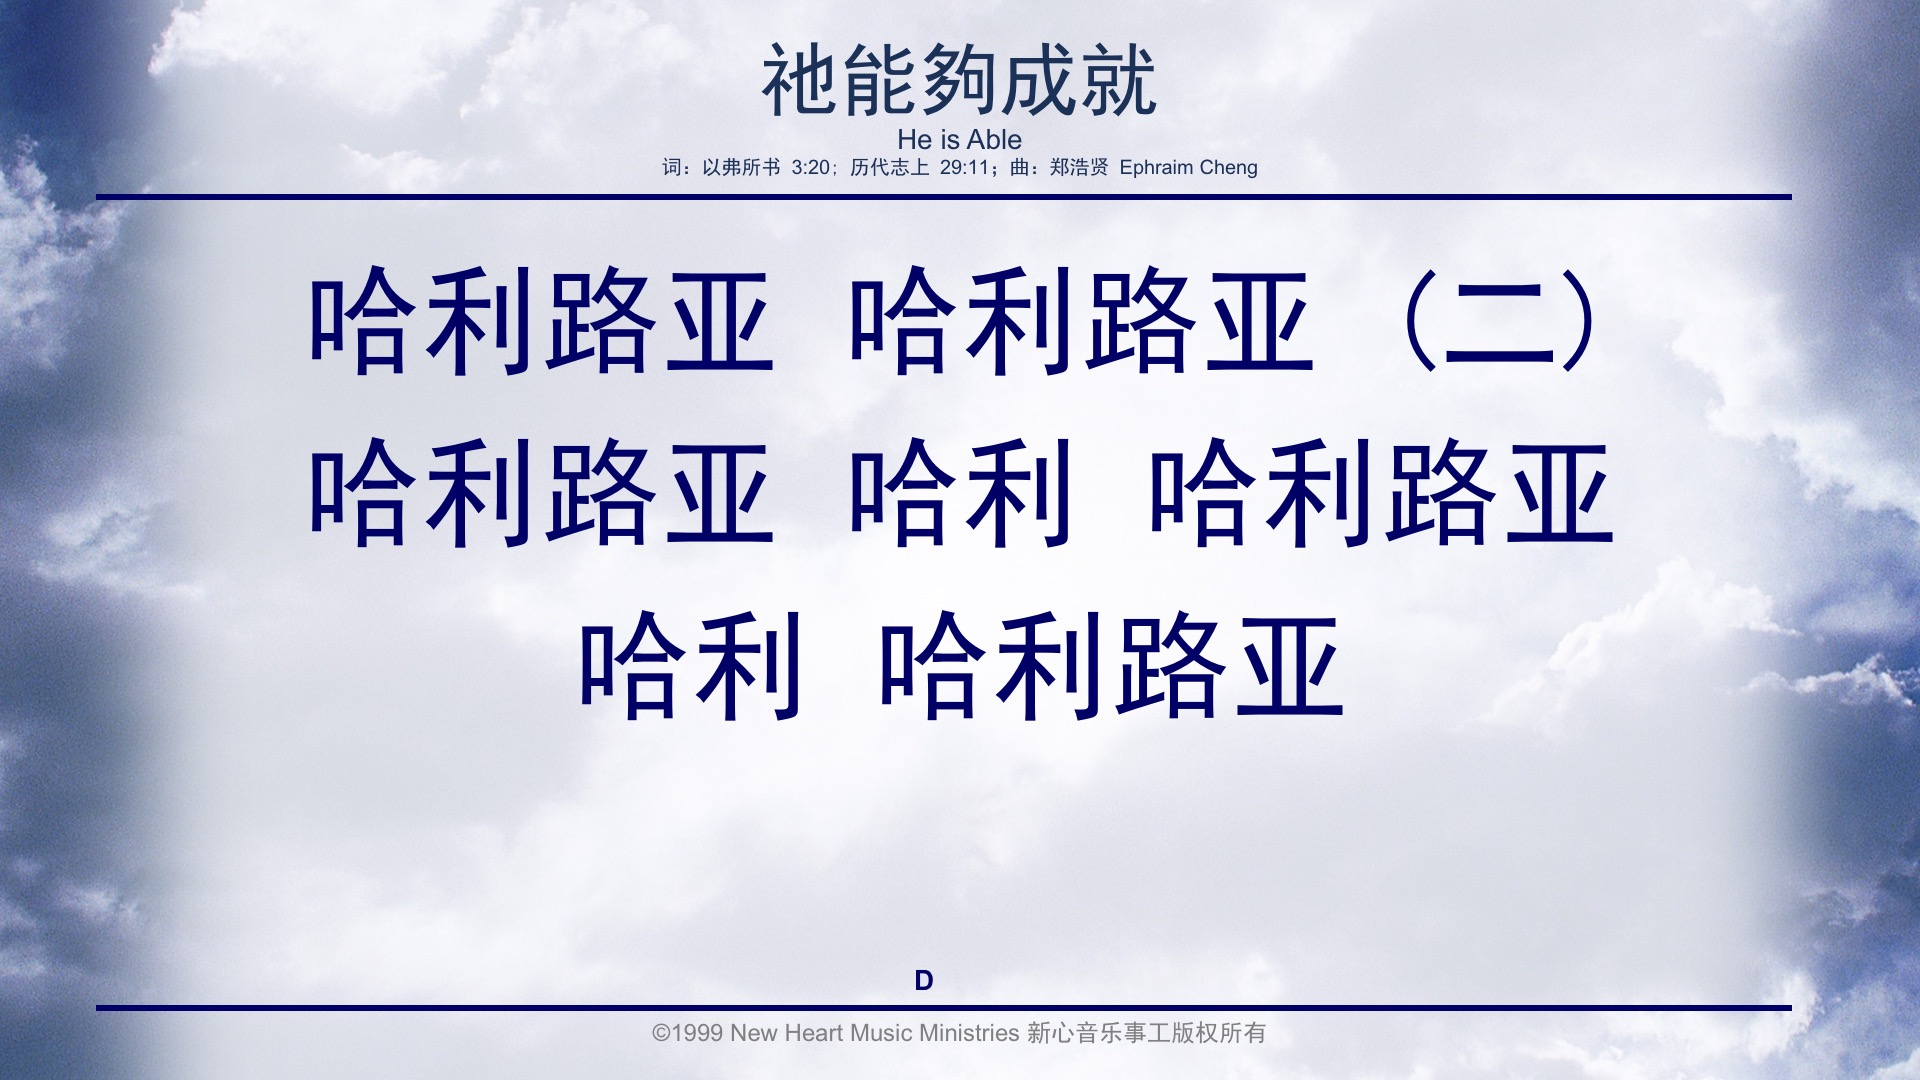 祂能夠成就
He is Able
词：以弗所书 3:20；历代志上 29:11；曲：郑浩贤 Ephraim Cheng
哈利路亚 哈利路亚（二）
哈利路亚 哈利 哈利路亚
哈利 哈利路亚
D
©1999 New Heart Music Ministries 新心音乐事工版权所有